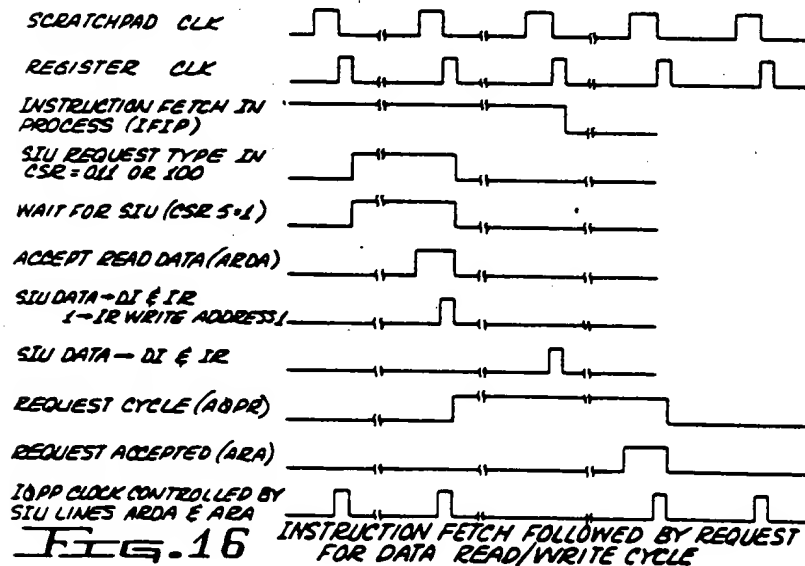 SCRATCHPAD CLK
REGISTER CLK
INSTRUCTION FETCH IN
PROCESS (IFIP)
SIU REQUEST TYPE IN
CSR=011 OR 100
WAIT FOR SIU (CSR 5=1)
ACCEPT READ DATA (ARDA)
SIU DATA→DI & IR
1→IR WRITE ADDRESS 1
SIU DATA→ DI & IR
REQUEST CYCLE (AOPR)
REQUEST ACCEPTED (ARA)
IOPP CLOCK CONTROLLED BY
SIU LINES ARDA & ARA
FIG.16
INSTRUCTION FETCH FOLLOWED BY REQUEST
FOR DATA READ/WRITE CYCLE